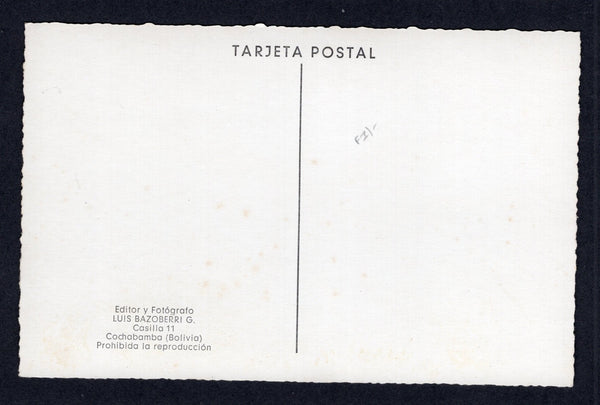 TARJETA POSTAL
Editor y Fotógrafo
LUIS BAZOBERRI G.
Casilla 11
Cochabamba (Bolivia)
Prohibida la reproducción